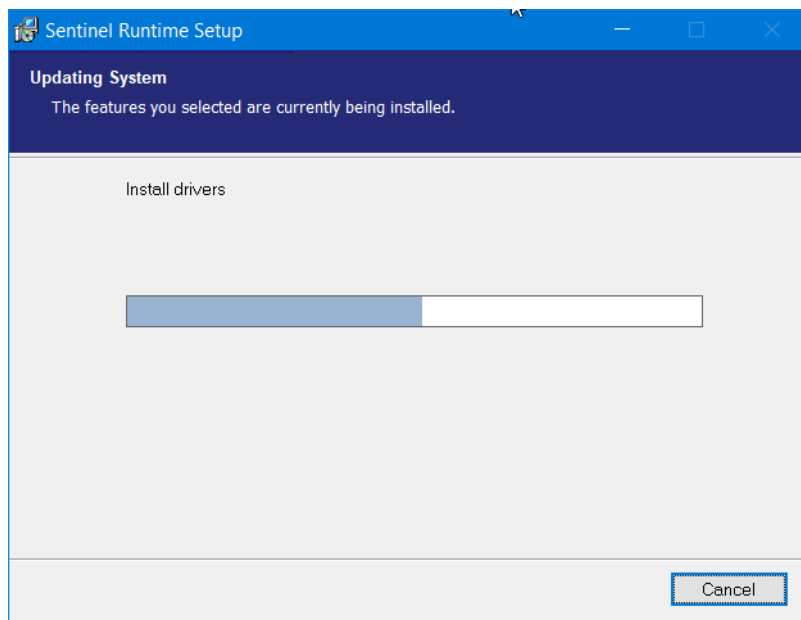 Sentinel Runtime Setup
Updating System
The features you selected are currently being installed.
Install drivers
Cancel